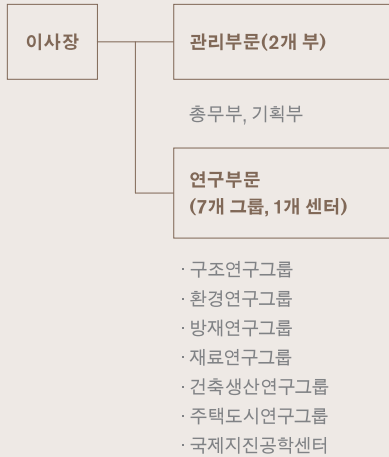 이사장
관리부문(2개 부)
총무부, 기획부
연구부문
(7개 그룹, 1개 센터)
· 구조연구그룹
· 환경연구그룹
· 방재연구그룹
· 재료연구그룹
· 건축생산연구그룹
· 주택도시연구그룹
· 국제지진공학센터